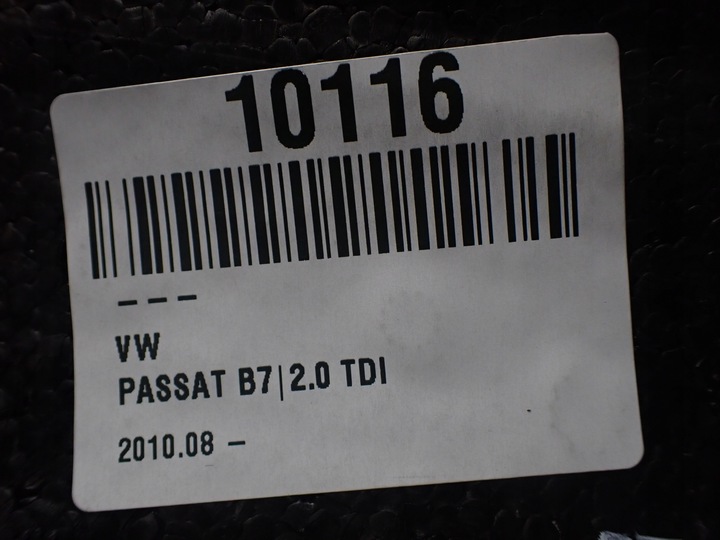 10116
---
VW
PASSAT B7|2.0 TDI
2010.08 -